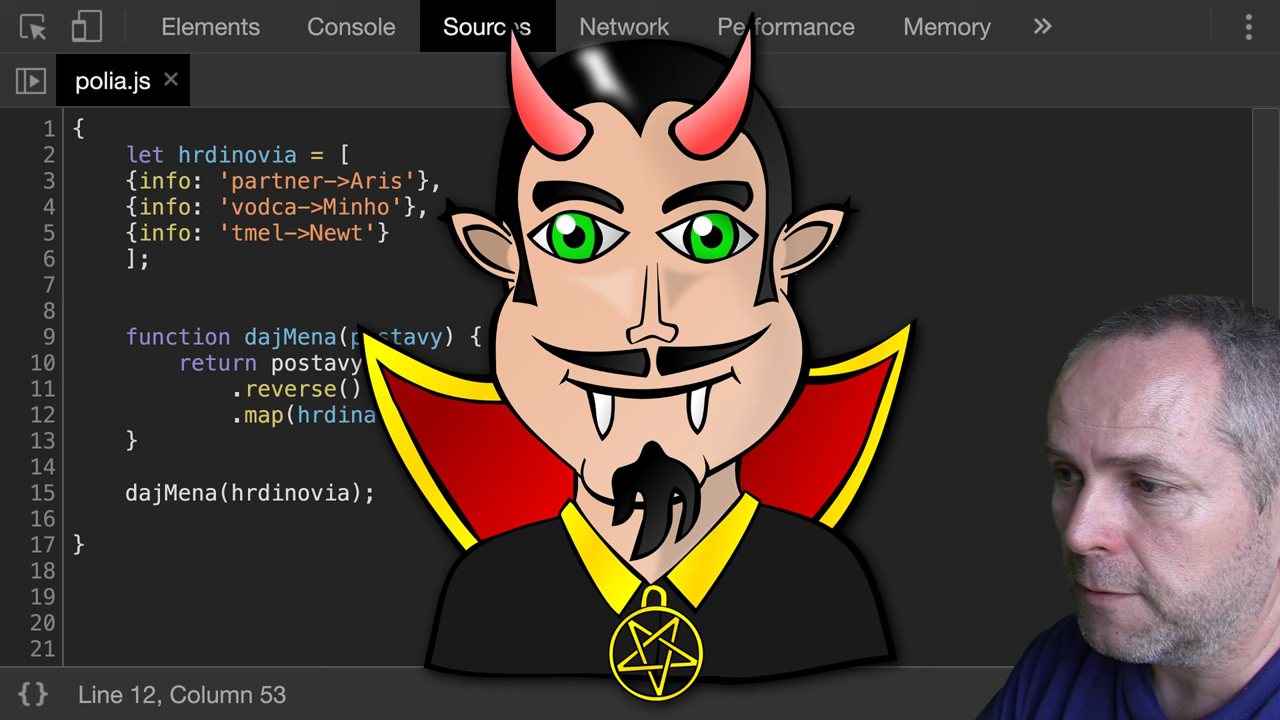 Elements Console Sources Network Performance Memory
polia.js
1 {
2 let hrdinovia = [
3 {info: 'partner->Aris'},
4 {info: 'vodca->Minho'},
5 {info: 'tmel->Newt'}
6 ];
7
8
9 function dajMena(postavy) {
10 return postavy
11 .reverse()
12 .map(hrdina
13 }
14
15 dajMena(hrdinovia);
16
17 }
18
19
20
21
{} Line 12, Column 53